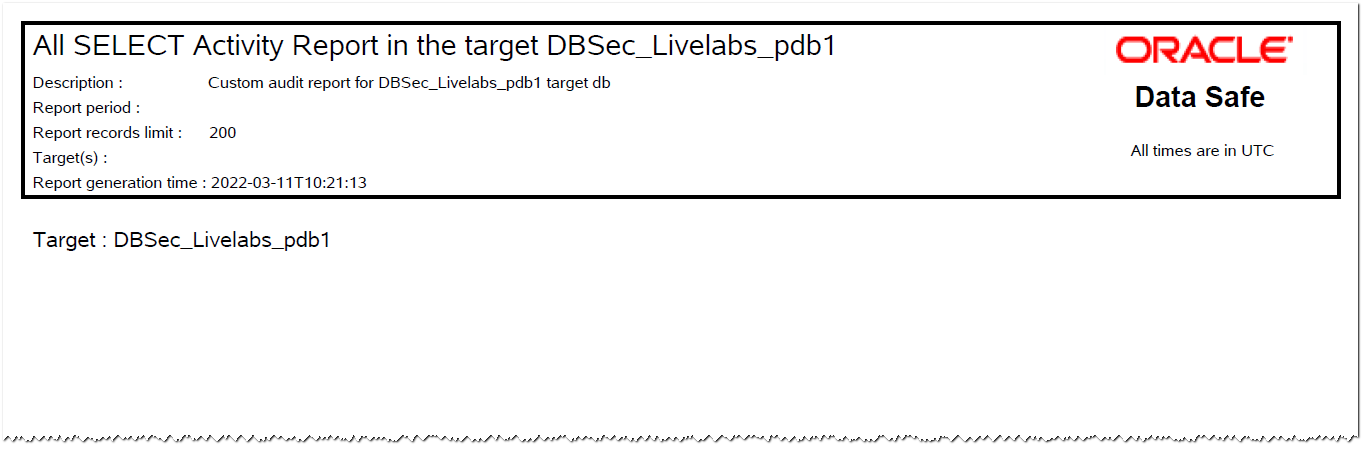 All SELECT Activity Report in the target DBSec_Livelabs_pdb1
Description : Custom audit report for DBSec_Livelabs_pdb1 target db
Report period :
Report records limit : 200
Target(s) :
Report generation time : 2022-03-11T10:21:13
ORACLE
Data Safe
All times are in UTC
Target : DBSec_Livelabs_pdb1